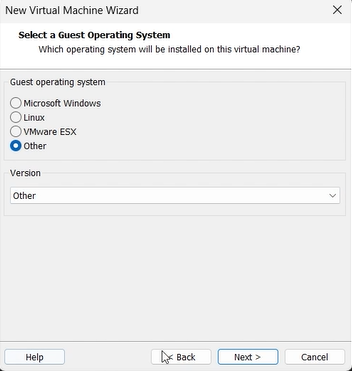 New Virtual Machine Wizard
Select a Guest Operating System
Which operating system will be installed on this virtual machine?
Guest operating system
Microsoft Windows
Linux
VMware ESX
Other
Version
Other
Help
< Back
Next >
Cancel